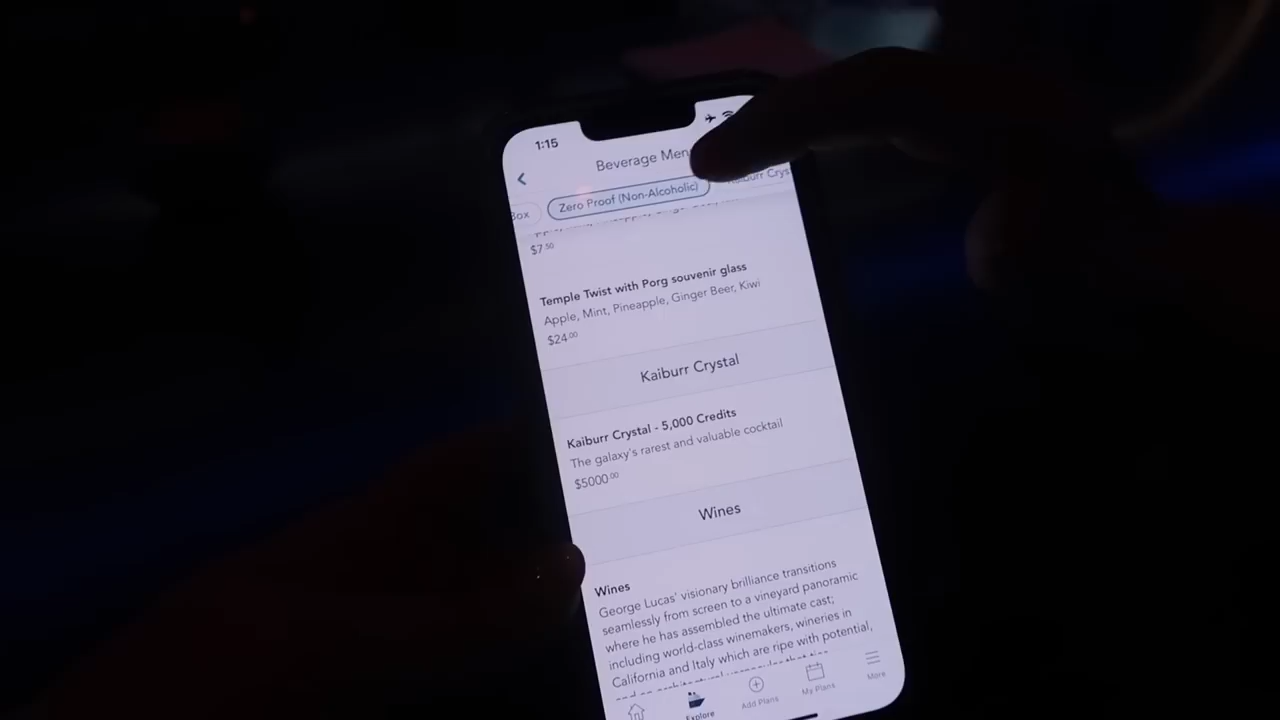 1:15
Beverage Men
Box
Zero Proof (Non-Alcoholic)
Kaiburr Crys
$7.50
Temple Twist with Porg souvenir glass
Apple, Mint, Pineapple, Ginger Beer, Kiwi
$24.00
Kaiburr Crystal
Kaiburr Crystal - 5,000 Credits
The galaxy's rarest and valuable cocktail
$5000.00
Wines
Wines
George Lucas' visionary brilliance transitions
seamlessly from screen to a vineyard panoramic
where he has assembled the ultimate cast;
including world-class winemakers, wineries in
California and Italy which are ripe with potential,
Explore
Add Plans
My Plans
More